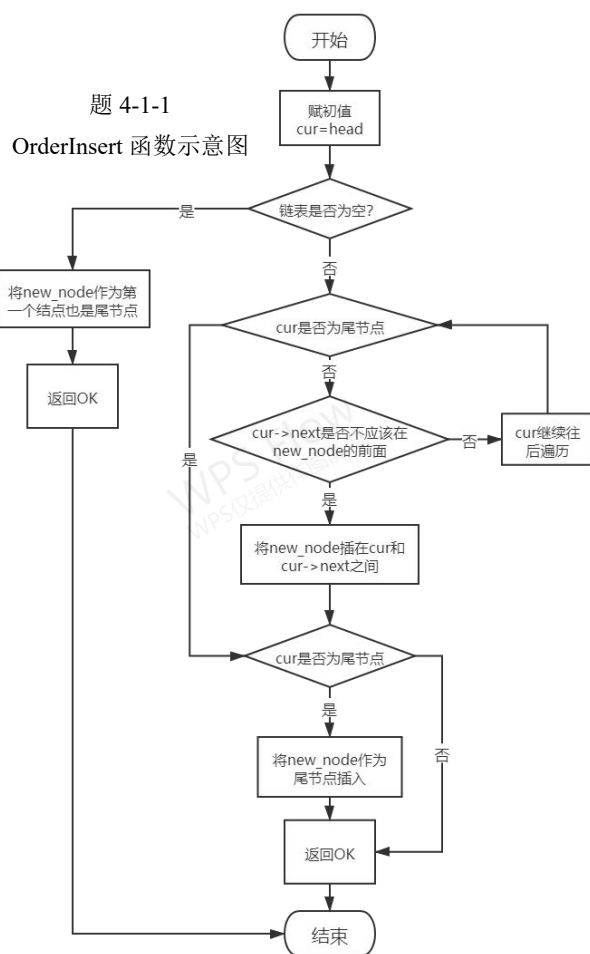 开始
题 4-1-1
OrderInsert 函数示意图
赋初值
cur=head
链表是否为空?
是
否
将new_node作为第
一个结点也是尾节点
返回OK
cur是否为尾节点
否
是
cur->next是否不应该在
new_node的前面
否
cur继续往
后遍历
是
将new_node插在cur和
cur->next之间
cur是否为尾节点
是
否
将new_node作为
尾节点插入
返回OK
结束
WPS Flow